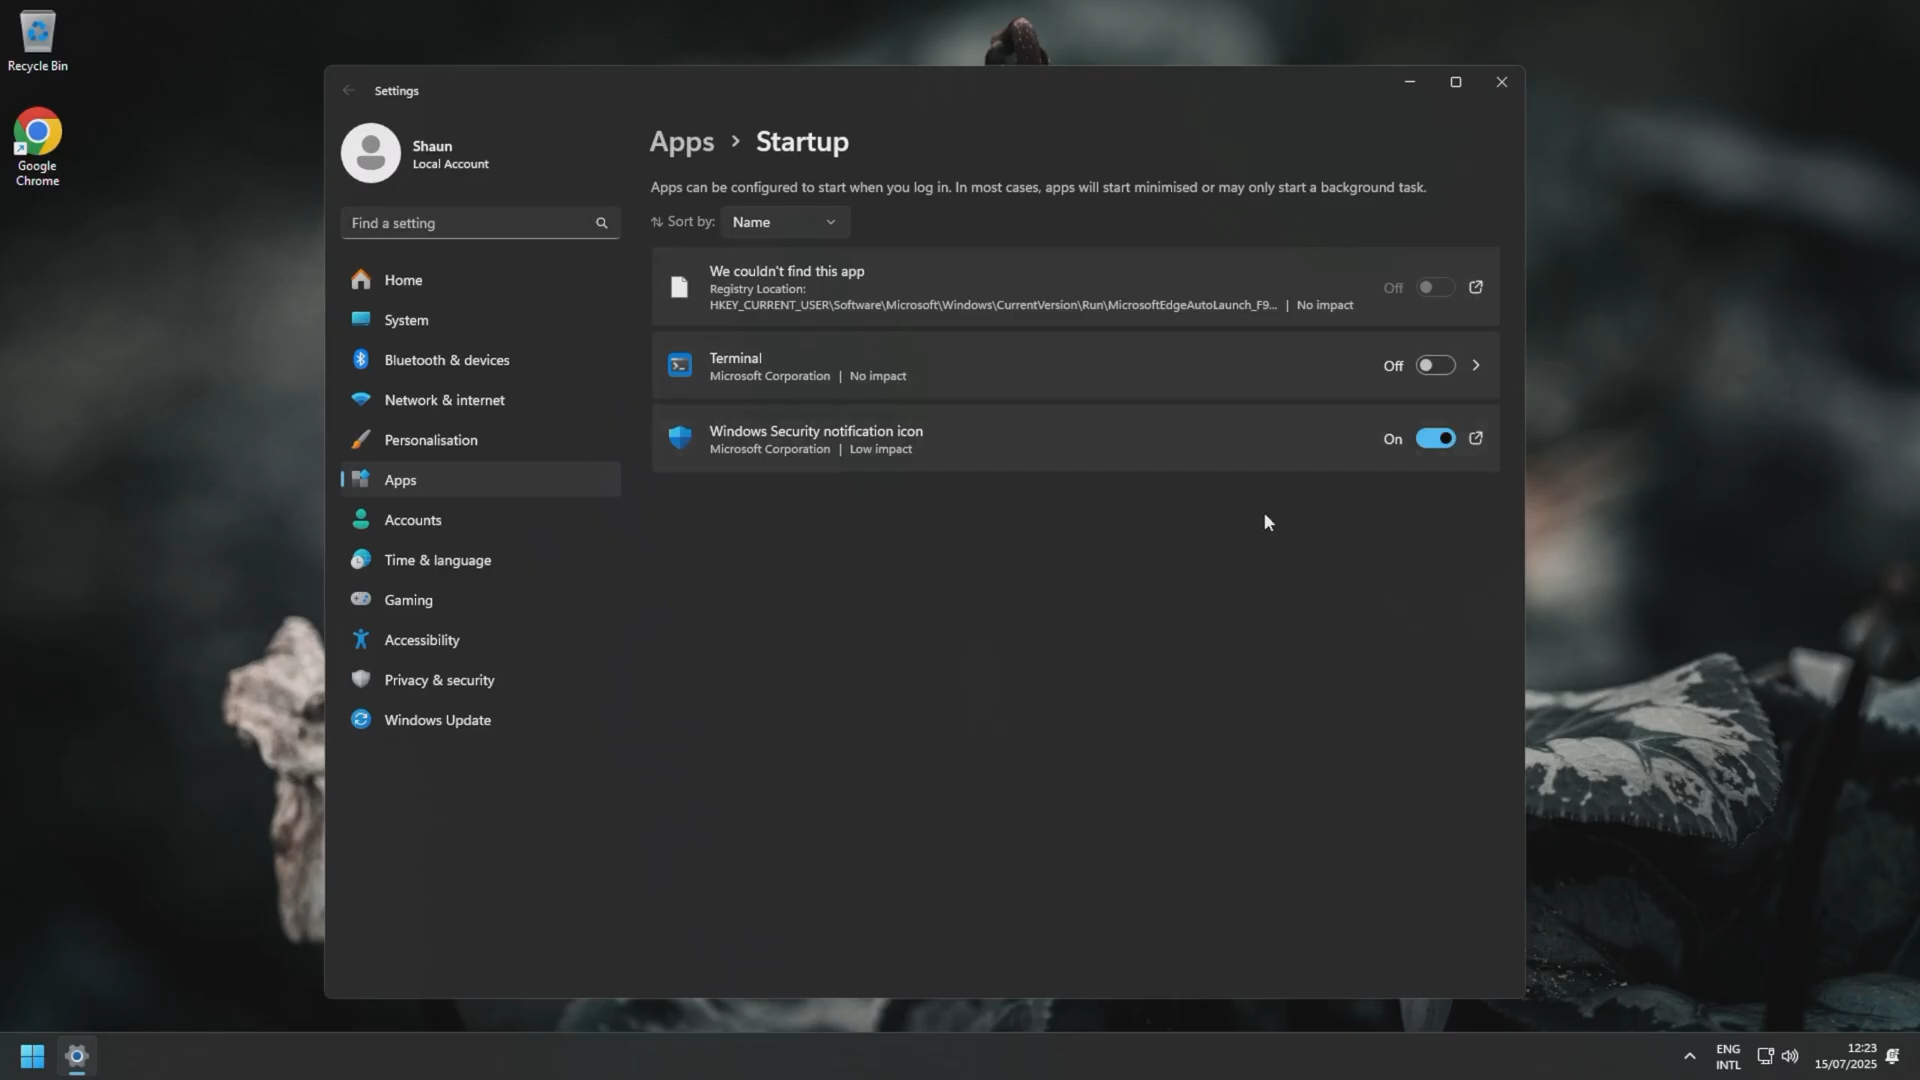 Recycle Bin
Google
Chrome
Settings
Shaun
Local Account
Find a setting
Home
System
Bluetooth & devices
Network & internet
Personalisation
Apps
Accounts
Time & language
Gaming
Accessibility
Privacy & security
Windows Update
Apps > Startup
Apps can be configured to start when you log in. In most cases, apps will start minimised or may only start a background task.
Sort by: Name
We couldn't find this app
Registry Location:
HKEY_CURRENT_USER\Software\Microsoft\Windows\CurrentVersion\Run\MicrosoftEdgeAutoLaunch_F9... | No impact
Off
Terminal
Microsoft Corporation | No impact
Off
Windows Security notification icon
Microsoft Corporation | Low impact
On
ENG
INTL
12:23
15/07/2025